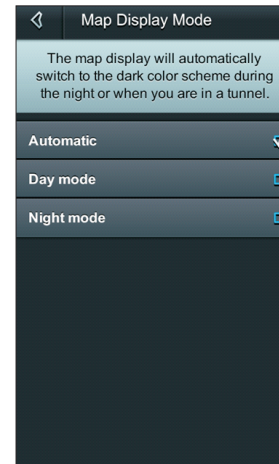 Map Display Mode
The map display will automatically
switch to the dark color scheme during
the night or when you are in a tunnel.
Automatic
Day mode
Night mode